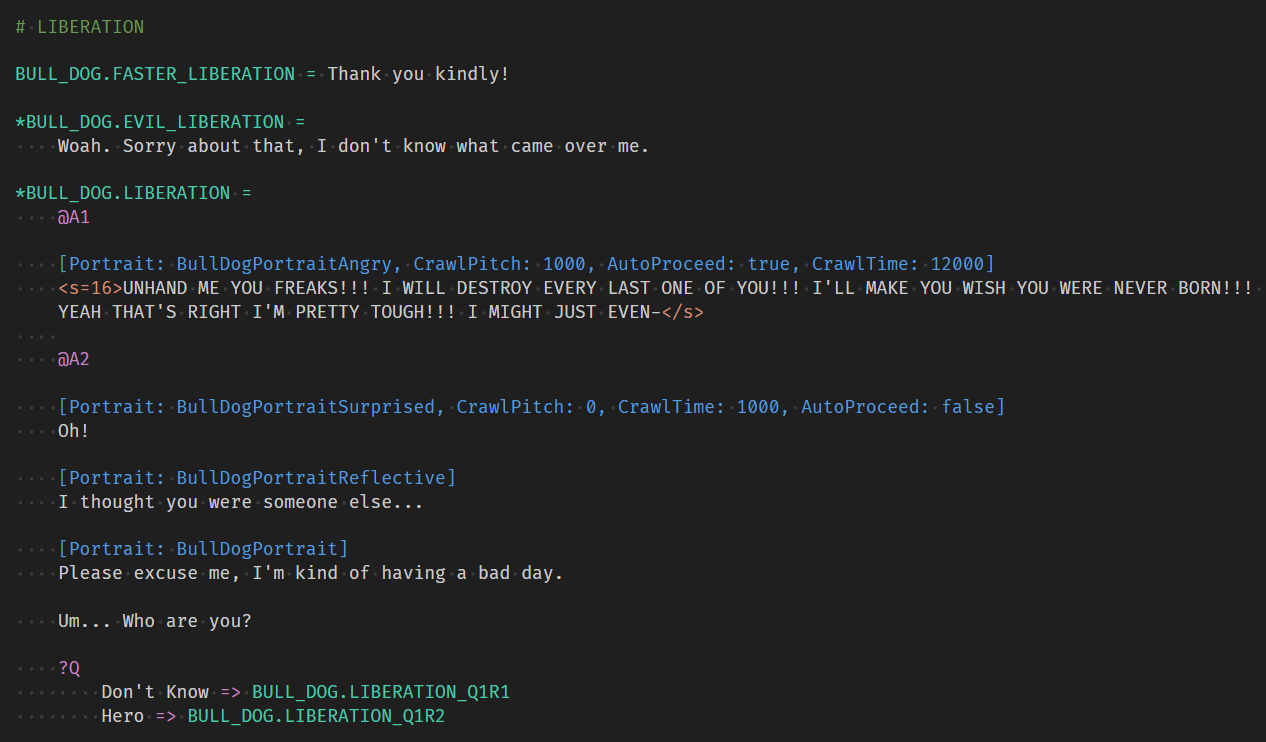 # LIBERATION
BULL_DOG.FASTER_LIBERATION = Thank you kindly!
*BULL_DOG.EVIL_LIBERATION =
Woah. Sorry about that, I don't know what came over me.
*BULL_DOG.LIBERATION =
@A1
[Portrait: BullDogPortraitAngry, CrawlPitch: 1000, AutoProceed: true, CrawlTime: 12000]
<s=16>UNHAND ME YOU FREAKS!!! I WILL DESTROY EVERY LAST ONE OF YOU!!! I'LL MAKE YOU WISH YOU WERE NEVER BORN!!!
YEAH THAT'S RIGHT I'M PRETTY TOUGH!!! I MIGHT JUST EVEN-</s>
@A2
[Portrait: BullDogPortraitSurprised, CrawlPitch: 0, CrawlTime: 1000, AutoProceed: false]
Oh!
[Portrait: BullDogPortraitReflective]
I thought you were someone else...
[Portrait: BullDogPortrait]
Please excuse me, I'm kind of having a bad day.
Um... Who are you?
?Q
Don't Know => BULL_DOG.LIBERATION_Q1R1
Hero => BULL_DOG.LIBERATION_Q1R2